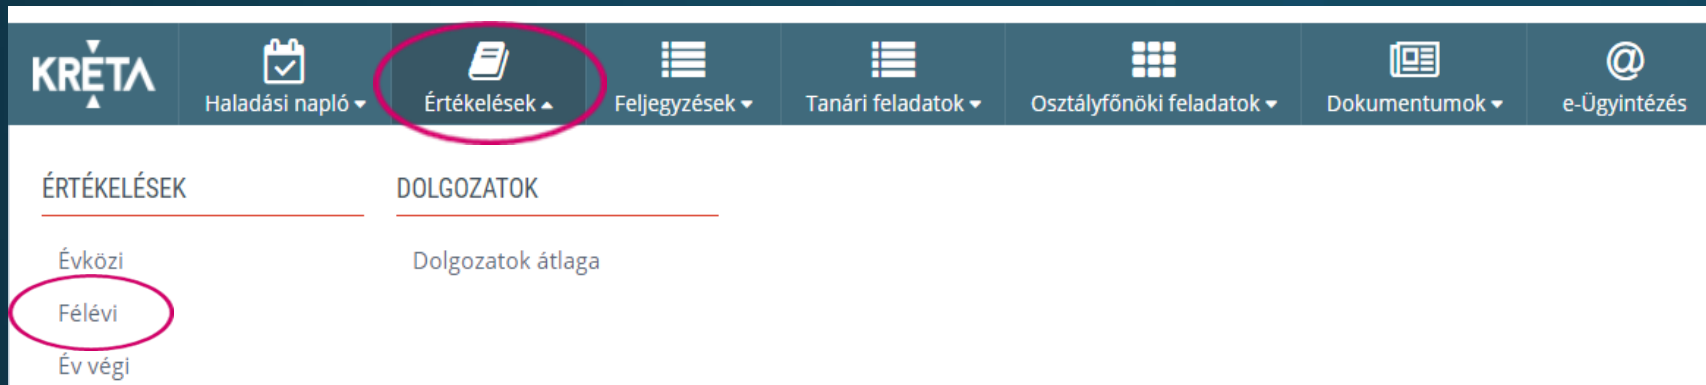 KRÉTA
Haladási napló
Értékelések
Feljegyzések
Tanári feladatok
Osztályfőnöki feladatok
Dokumentumok
e-Ügyintézés
ÉRTÉKELÉSEK
Évközi
Félévi
Év végi
DOLGOZATOK
Dolgozatok átlaga